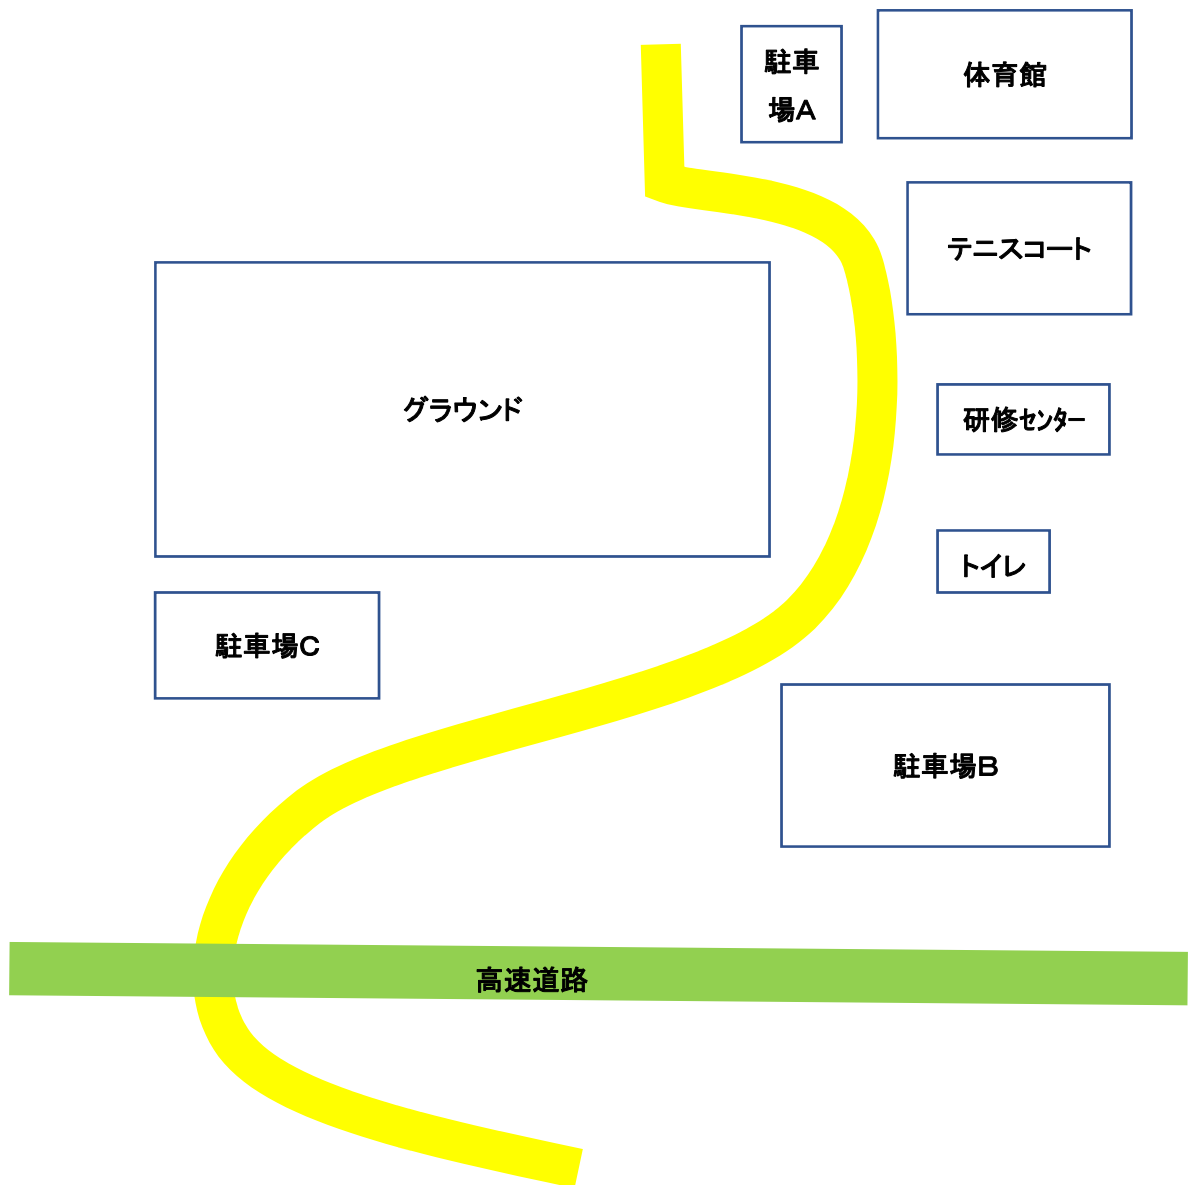 駐車
場A
体育館
テニスコート
グラウンド
研修ｾﾝﾀｰ
トイレ
駐車場C
駐車場B
高速道路